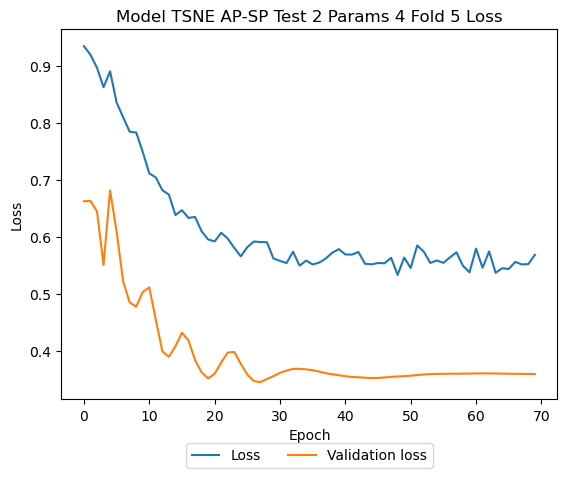 Model TSNE AP-SP Test 2 Params 4 Fold 5 Loss
0.9
0.8
0.7
0.6
0.5
0.4
Loss
0 10 20 30 40 50 60 70
Epoch
Loss Validation loss